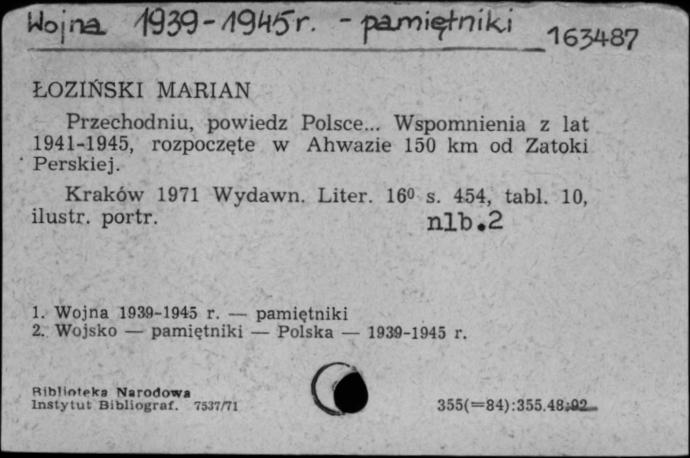 Wojna 1939-1945 r. - pamiętniki
163487
ŁOZIŃSKI MARIAN
Przechodniu, powiedz Polsce... Wspomnienia z lat
1941-1945, rozpoczęte w Ahwazie 150 km od Zatoki
Perskiej.
Kraków 1971 Wydawn. Liter. 16⁰ s. 454, tabl. 10,
ilustr. portr.
nlb.2
1. Wojna 1939-1945 r. — pamiętniki
2. Wojsko — pamiętniki — Polska — 1939-1945 r.
Biblioteka Narodowa
Instytut Bibliograf. 7537/71
355(=84):355.48:92